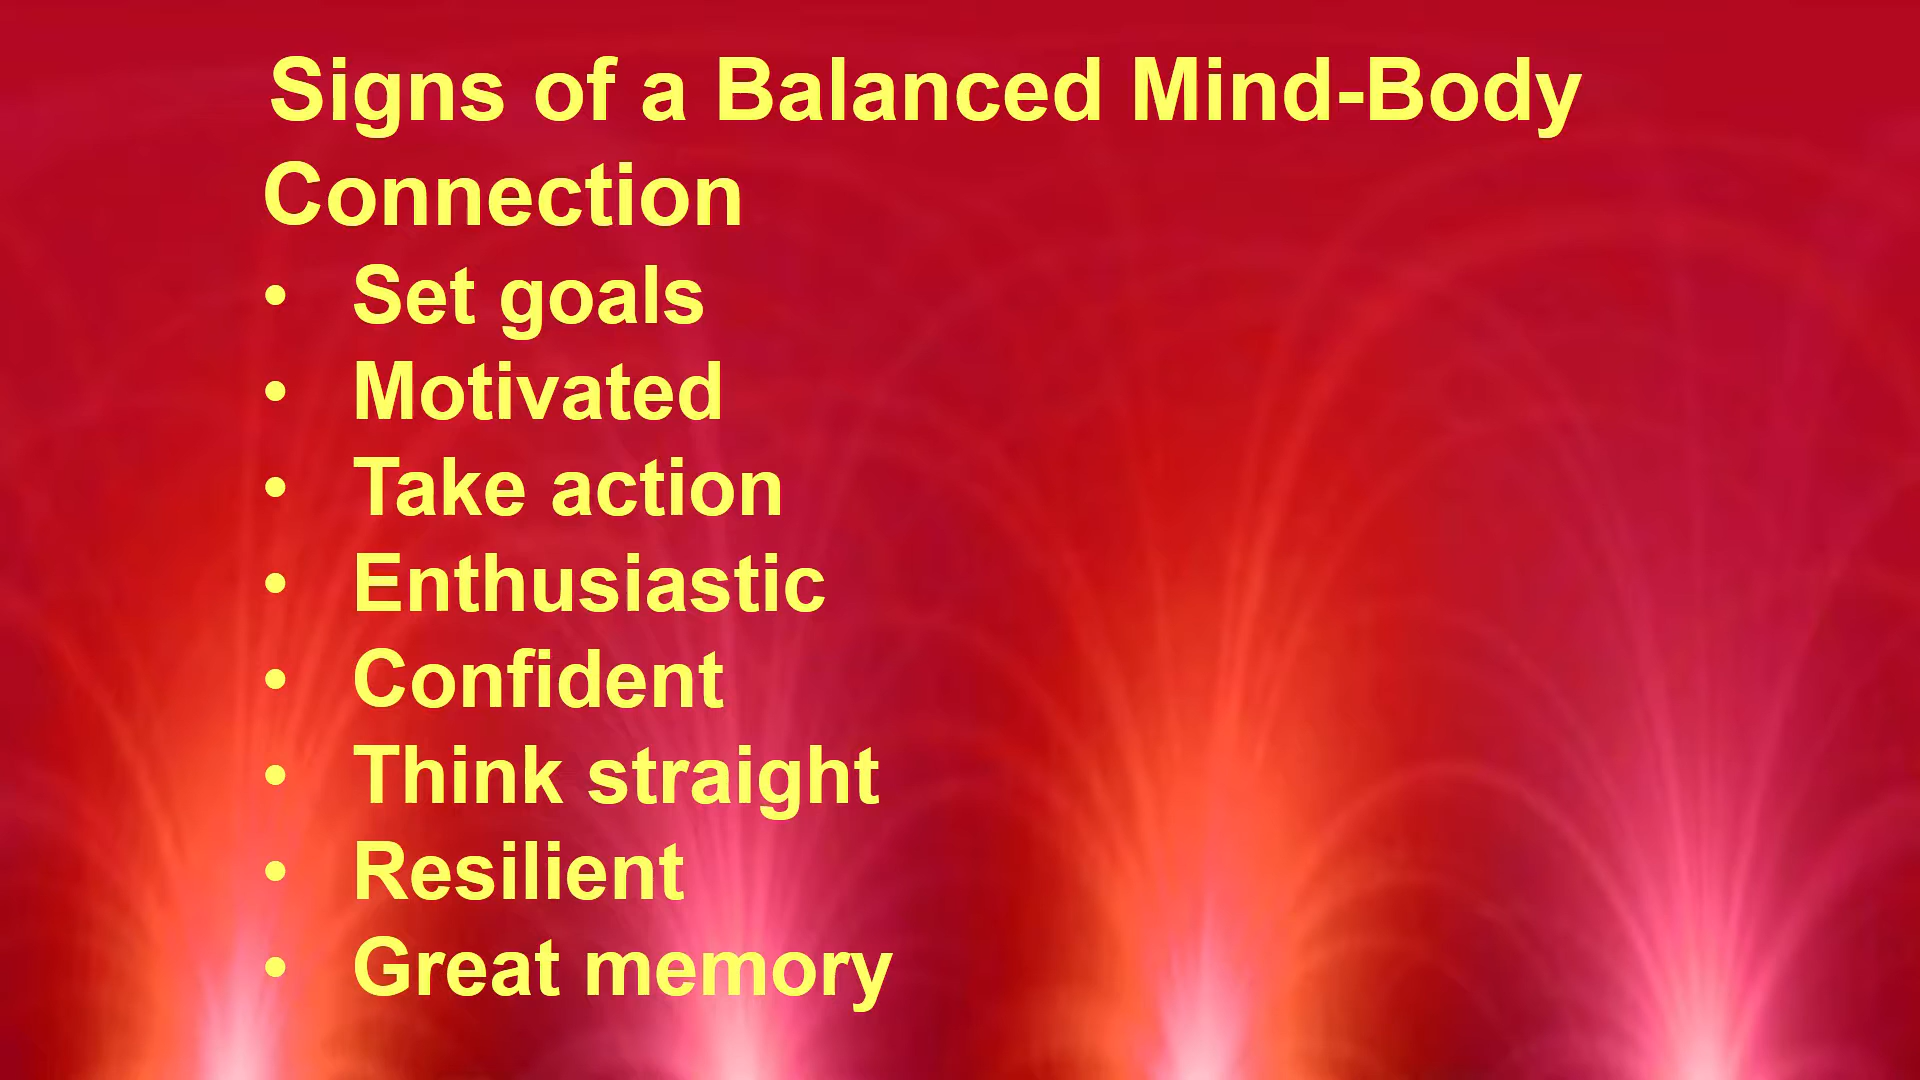 Signs of a Balanced Mind-Body
Connection
• Set goals
• Motivated
• Take action
• Enthusiastic
• Confident
• Think straight
• Resilient
• Great memory